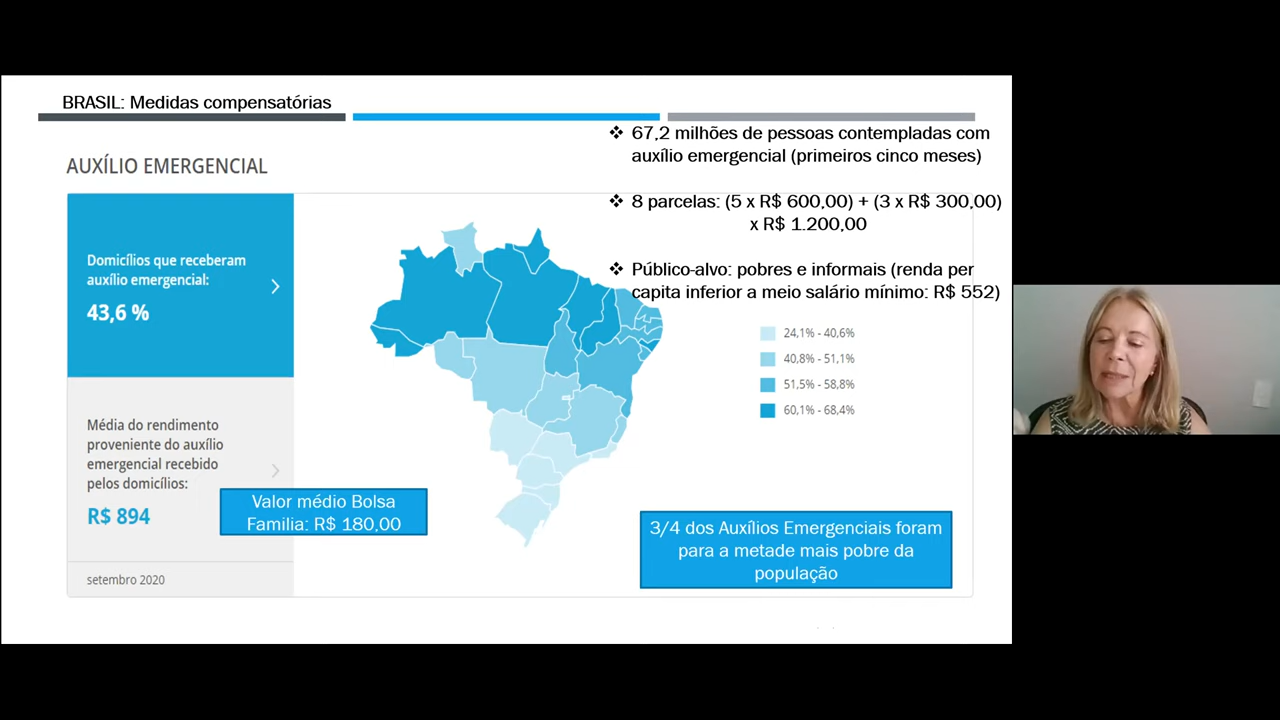 BRASIL: Medidas compensatórias
AUXÍLIO EMERGENCIAL
Domicílios que receberam
auxílio emergencial:
43,6 %
Média do rendimento
proveniente do auxílio
emergencial recebido
pelos domicílios:
R$ 894
setembro 2020
Valor médio Bolsa
Familia: R$ 180,00
❖ 67,2 milhões de pessoas contempladas com
auxílio emergencial (primeiros cinco meses)
❖ 8 parcelas: (5 x R$ 600,00) + (3 x R$ 300,00)
x R$ 1.200,00
❖ Público-alvo: pobres e informais (renda per
capita inferior a meio salário mínimo: R$ 552)
24,1% - 40,6%
40,8% - 51,1%
51,5% - 58,8%
60,1% - 68,4%
3/4 dos Auxílios Emergenciais foram
para a metade mais pobre da
população